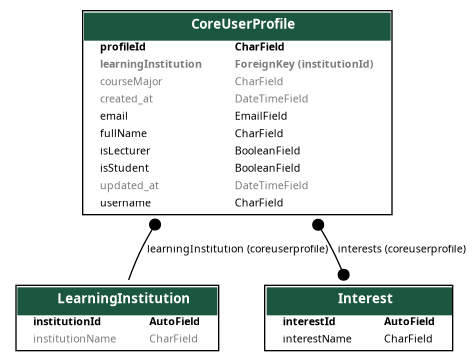 CoreUserProfile
profileId CharField
learningInstitution ForeignKey (institutionId)
courseMajor CharField
created_at DateTimeField
email EmailField
fullName CharField
isLecturer BooleanField
isStudent BooleanField
updated_at DateTimeField
username CharField
learningInstitution (coreuserprofile) interests (coreuserprofile)
LearningInstitution Interest
institutionId AutoField interestId AutoField
institutionName CharField interestName CharField